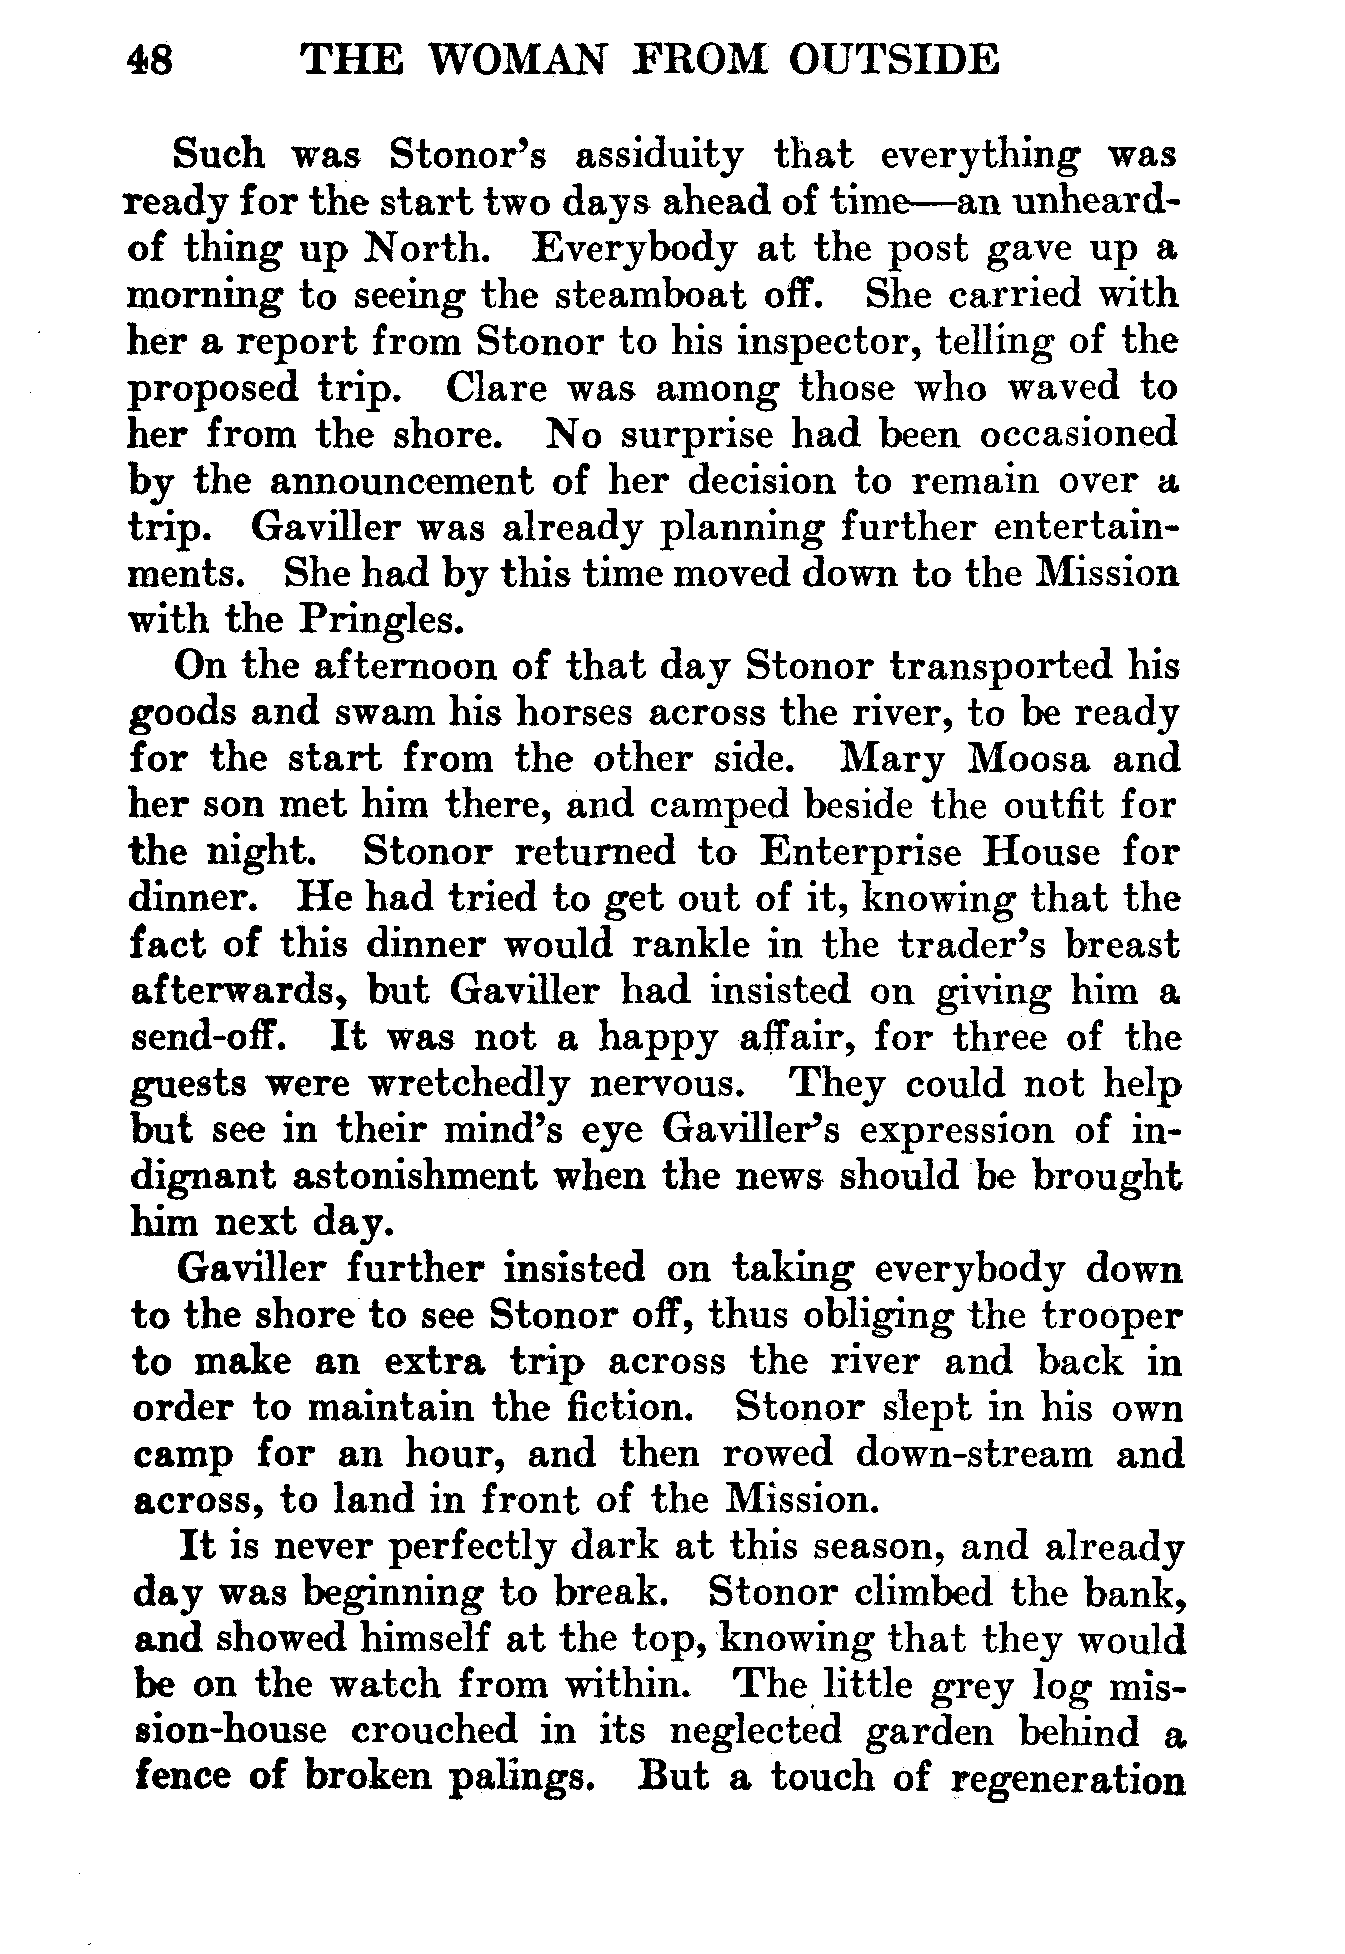 48 THE WOMAN FROM OUTSIDE
Such was Stonor's assiduity that everything was
ready for the start two days ahead of time—an unheard-
of thing up North. Everybody at the post gave up a
morning to seeing the steamboat off. She carried with
her a report from Stonor to his inspector, telling of the
proposed trip. Clare was among those who waved to
her from the shore. No surprise had been occasioned
by the announcement of her decision to remain over a
trip. Gaviller was already planning further entertain-
ments. She had by this time moved down to the Mission
with the Pringles.
On the afternoon of that day Stonor transported his
goods and swam his horses across the river, to be ready
for the start from the other side. Mary Moosa and
her son met him there, and camped beside the outfit for
the night. Stonor returned to Enterprise House for
dinner. He had tried to get out of it, knowing that the
fact of this dinner would rankle in the trader's breast
afterwards, but Gaviller had insisted on giving him a
send-off. It was not a happy affair, for three of the
guests were wretchedly nervous. They could not help
but see in their mind's eye Gaviller's expression of in-
dignant astonishment when the news should be brought
him next day.
Gaviller further insisted on taking everybody down
to the shore to see Stonor off, thus obliging the trooper
to make an extra trip across the river and back in
order to maintain the fiction. Stonor slept in his own
camp for an hour, and then rowed down-stream and
across, to land in front of the Mission.
It is never perfectly dark at this season, and already
day was beginning to break. Stonor climbed the bank,
and showed himself at the top, knowing that they would
be on the watch from within. The little grey log mis-
sion-house crouched in its neglected garden behind a
fence of broken palings. But a touch of regeneration